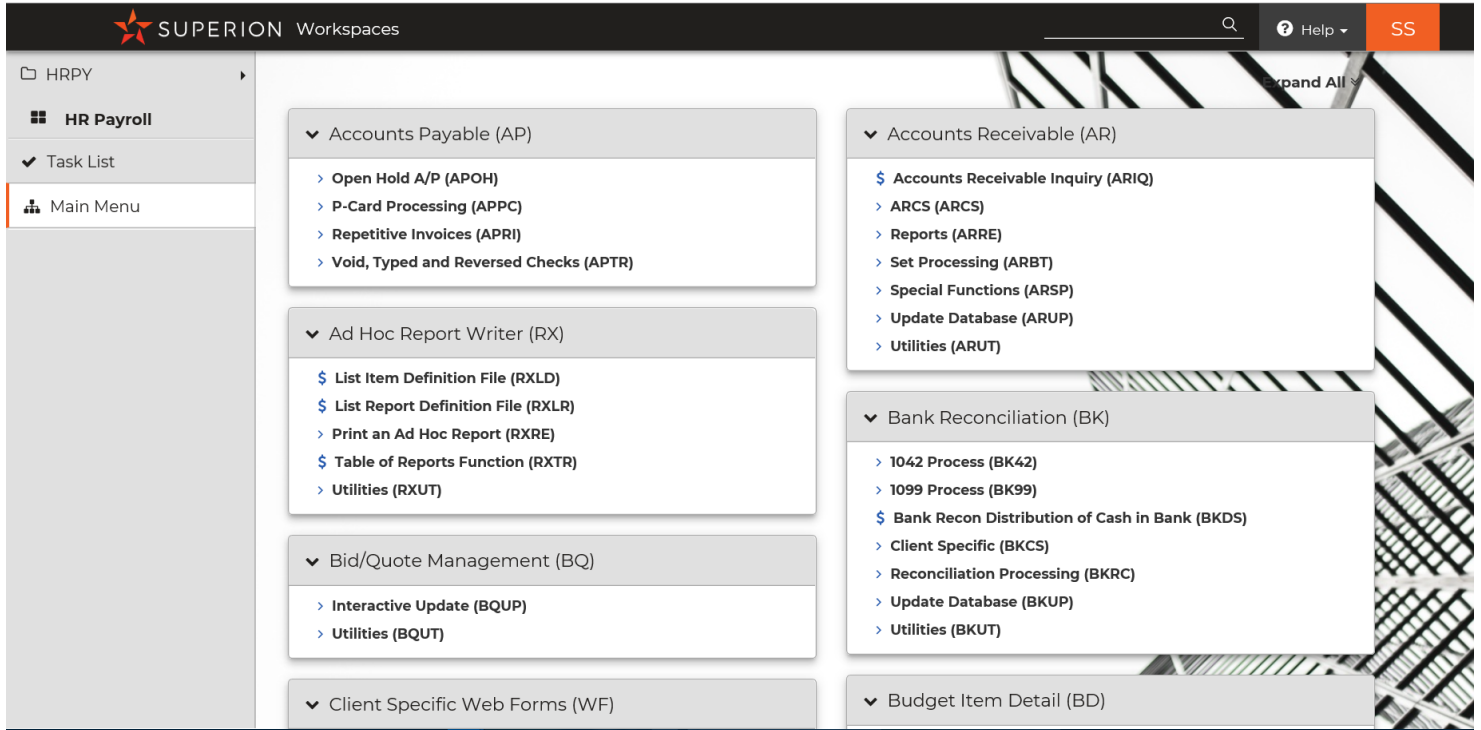 SUPERION Workspaces
Help
SS
HRPY
HR Payroll
Task List
Main Menu
Expand All
Accounts Payable (AP)
Open Hold A/P (APOH)
P-Card Processing (APPC)
Repetitive Invoices (APRI)
Void, Typed and Reversed Checks (APTR)
Ad Hoc Report Writer (RX)
$ List Item Definition File (RXLD)
$ List Report Definition File (RXLR)
Print an Ad Hoc Report (RXRE)
$ Table of Reports Function (RXTR)
Utilities (RXUT)
Bid/Quote Management (BQ)
Interactive Update (BQUP)
Utilities (BQUT)
Client Specific Web Forms (WF)
Accounts Receivable (AR)
$ Accounts Receivable Inquiry (ARIQ)
ARCS (ARCS)
Reports (ARRE)
Set Processing (ARBT)
Special Functions (ARSP)
Update Database (ARUP)
Utilities (ARUT)
Bank Reconciliation (BK)
1042 Process (BK42)
1099 Process (BK99)
$ Bank Recon Distribution of Cash in Bank (BKDS)
Client Specific (BKCS)
Reconciliation Processing (BKRC)
Update Database (BKUP)
Utilities (BKUT)
Budget Item Detail (BD)